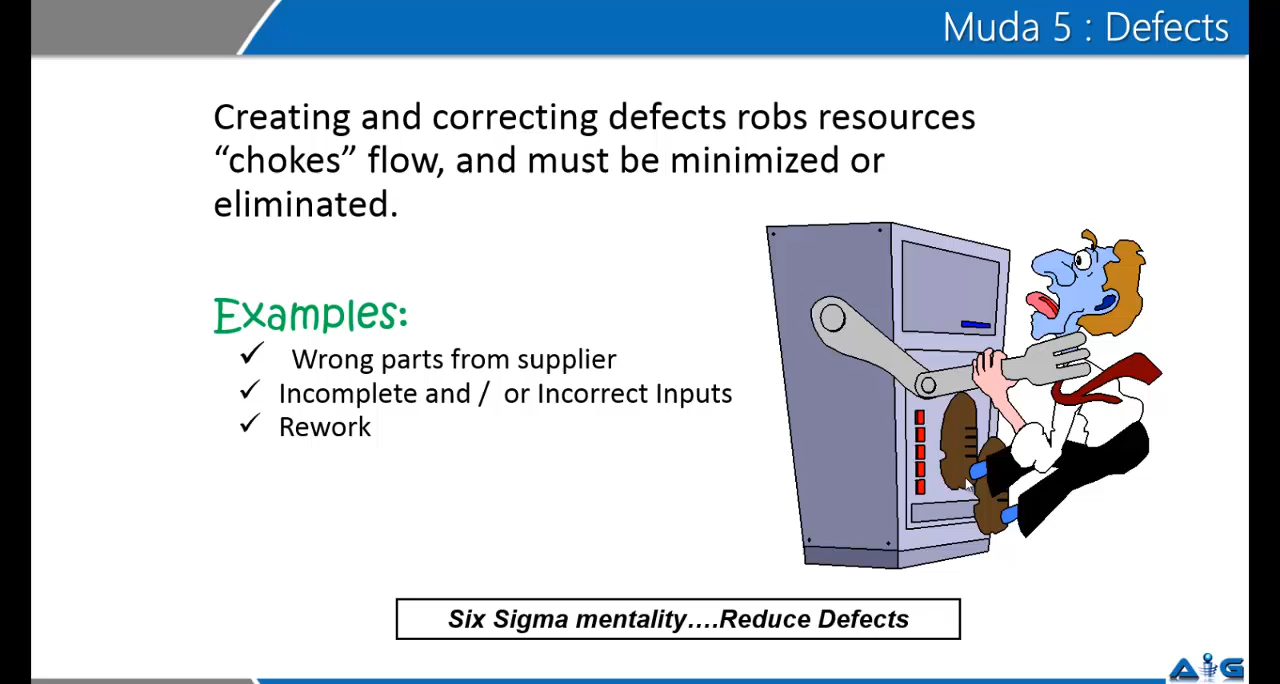 Muda 5 : Defects
Creating and correcting defects robs resources
“chokes” flow, and must be minimized or
eliminated.
Examples:
✓ Wrong parts from supplier
✓ Incomplete and / or Incorrect Inputs
✓ Rework
Six Sigma mentality….Reduce Defects
AiG